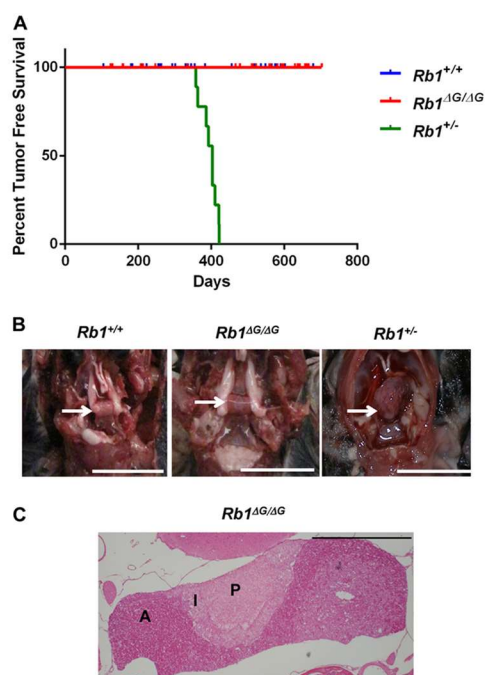 A
Percent Tumor Free Survival
100
50
0
0 200 400 600 800
Days
Rb1+/+
Rb1ΔG/ΔG
Rb1+/-
B
Rb1+/+ Rb1ΔG/ΔG Rb1+/-
C
Rb1ΔG/ΔG
A I P